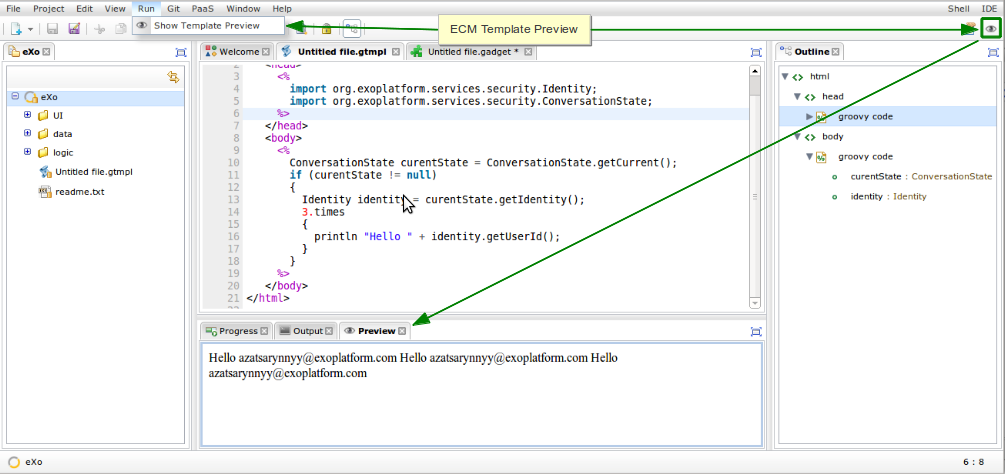 File Project Edit View Run Git PaaS Window Help Shell IDE
Show Template Preview
ECM Template Preview
eXo
Welcome Untitled file.gtmpl Untitled file.gadget *
Outline
eXo
UI
data
logic
Untitled file.gtmpl
readme.txt
2 <head>
3 <%
4 import org.exoplatform.services.security.Identity;
5 import org.exoplatform.services.security.ConversationState;
6 %>
7 </head>
8 <body>
9 <%
10 ConversationState curentState = ConversationState.getCurrent();
11 if (curentState != null)
12 {
13 Identity identity = curentState.getIdentity();
14 3.times
15 {
16 println "Hello " + identity.getUserId();
17 }
18 }
19 %>
20 </body>
21 </html>
22
html
head
groovy code
body
groovy code
curentState : ConversationState
identity : Identity
Progress Output Preview
Hello azatsarynnyy@exoplatform.com Hello azatsarynnyy@exoplatform.com Hello
azatsarynnyy@exoplatform.com
eXo 6 : 8